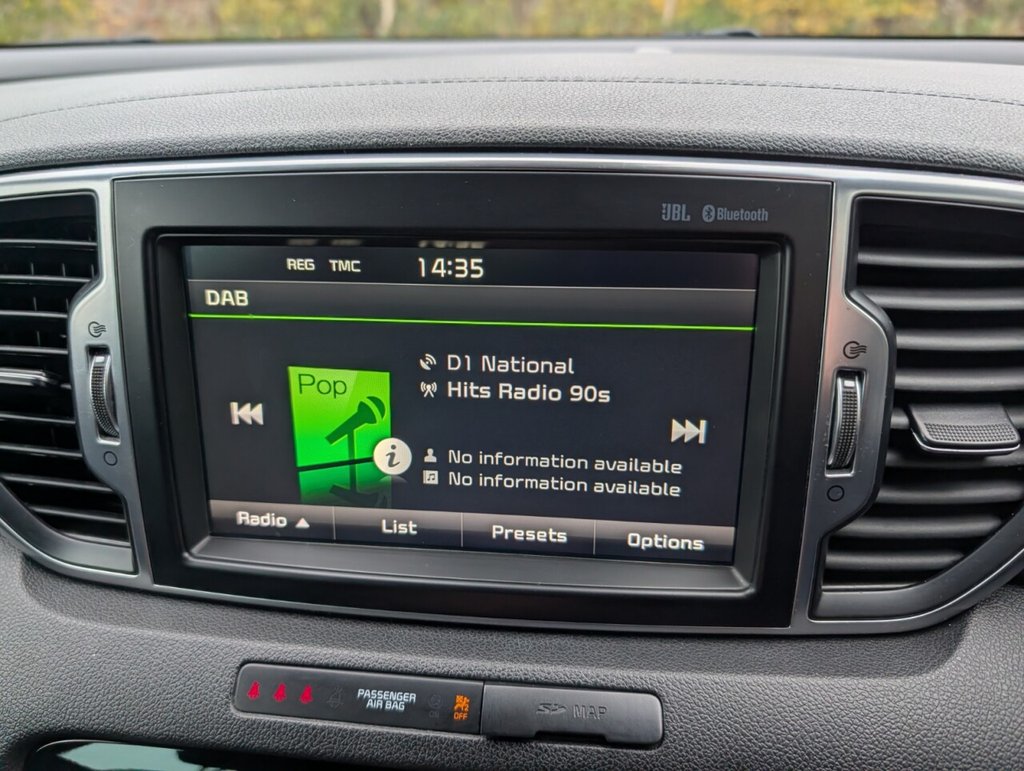 JBL Bluetooth
REG TMC 14:35
DAB
Pop
D1 National
Hits Radio 90s
i
No information available
No information available
Radio List Presets Options
PASSENGER
AIR BAG
OFF
SD MAP